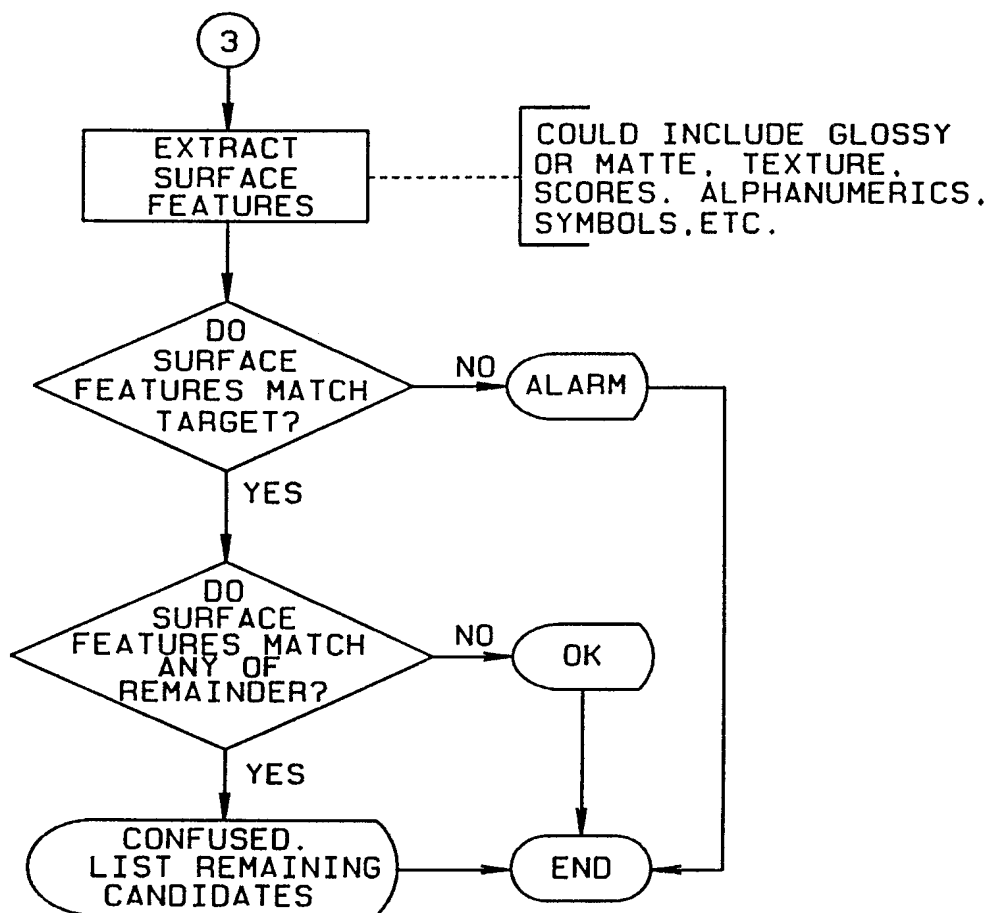 3
EXTRACT
SURFACE
FEATURES
COULD INCLUDE GLOSSY
OR MATTE, TEXTURE,
SCORES. ALPHANUMERICS,
SYMBOLS,ETC.
DO
SURFACE
FEATURES MATCH
TARGET?
NO
ALARM
YES
DO
SURFACE
FEATURES MATCH
ANY OF
REMAINDER?
NO
OK
YES
CONFUSED.
LIST REMAINING
CANDIDATES
END